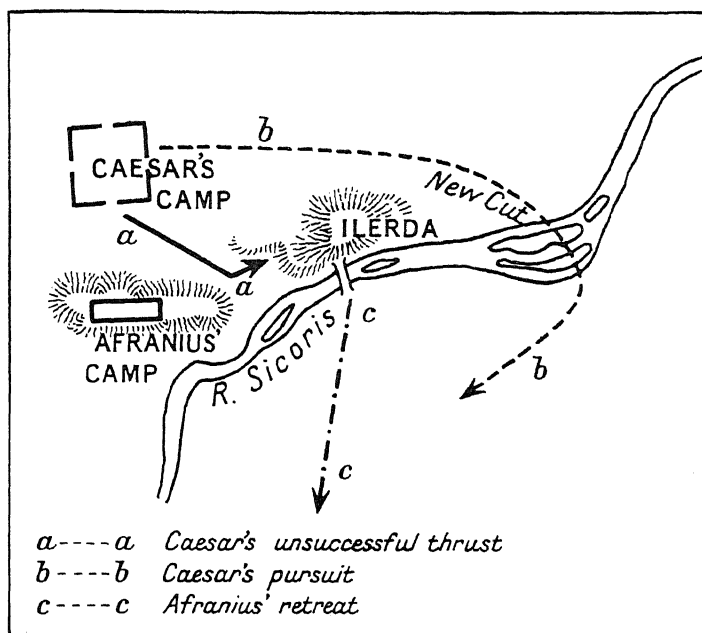 b
CAESAR'S
CAMP
New Cut
a
ILERDA
a
c
AFRANIUS'
CAMP
R. Sicoris
b
c
a----a Caesar's unsuccessful thrust
b----b Caesar's pursuit
c----c Afranius' retreat